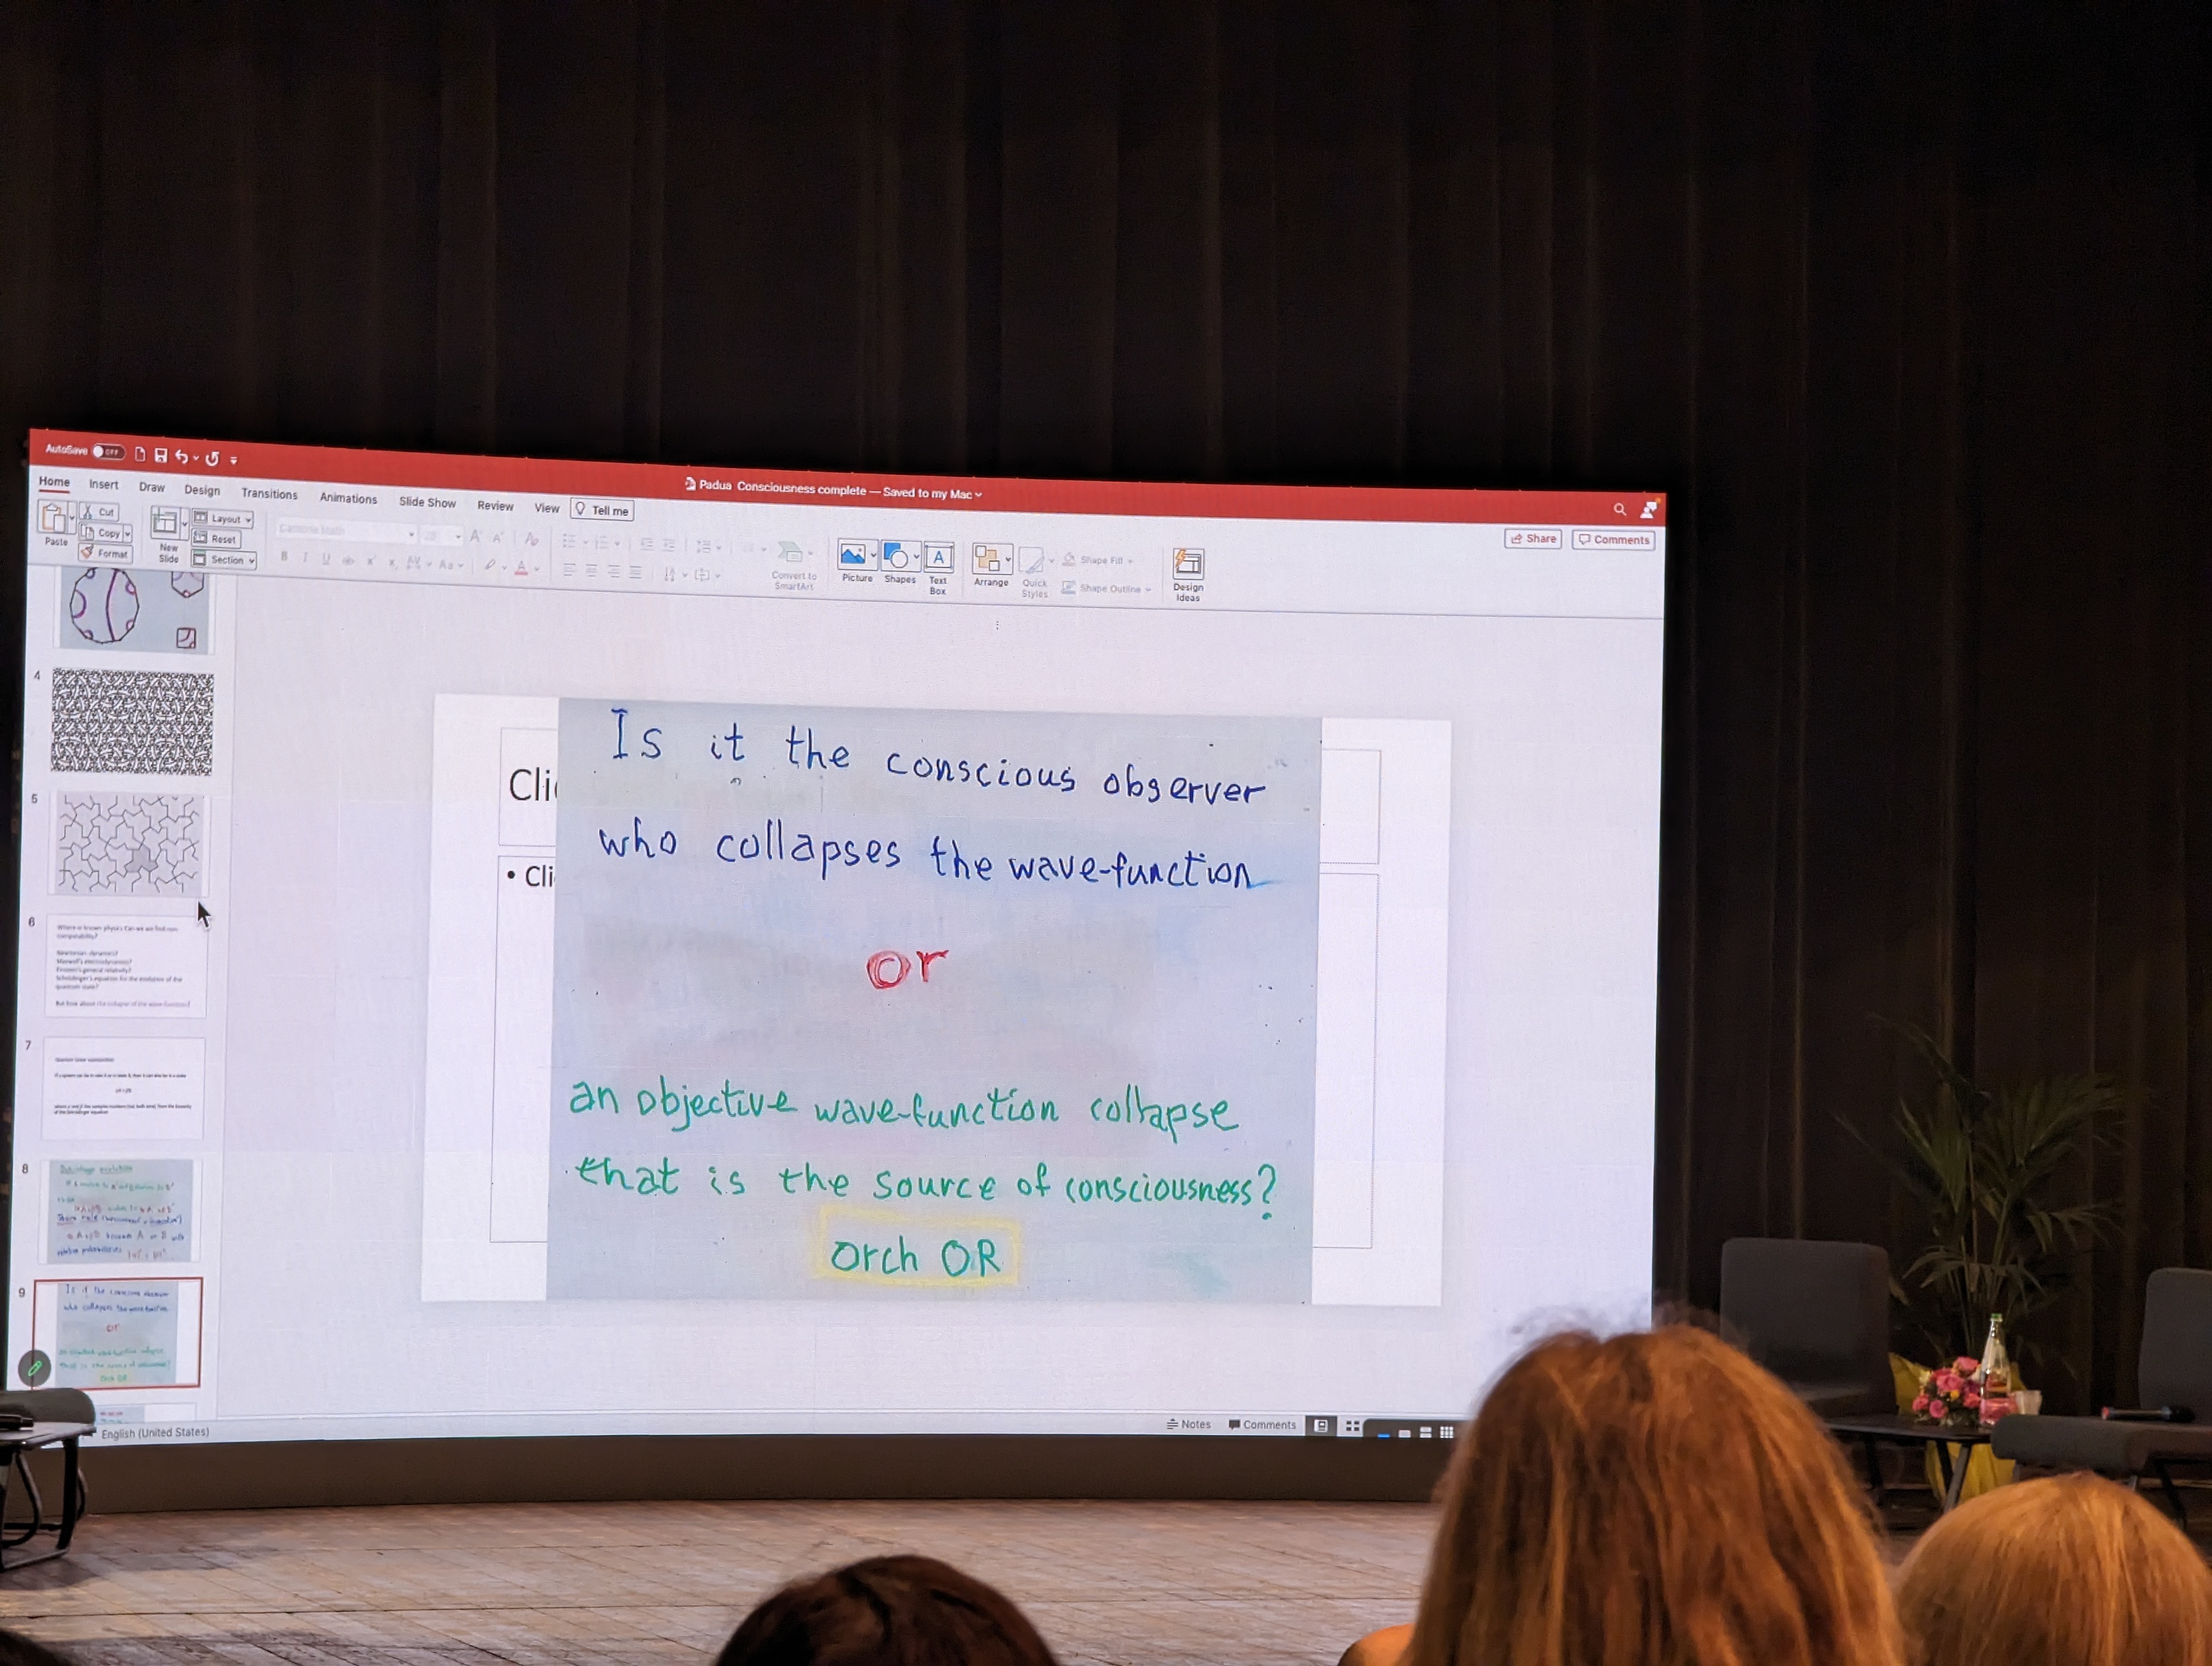 AutoSave OFF
Padua Consciousness complete — Saved to my Mac
Home Insert Draw Design Transitions Animations Slide Show Review View Tell me
Share Comments
Paste
Cut
Copy
Format
New Slide
Layout
Reset
Section
Convert to SmartArt
Picture
Shapes
Text Box
Arrange
Quick Styles
Shape Fill
Shape Outline
Design Ideas
4
5
6
7
8
9
Cli
• Cli
Is it the conscious observer
who collapses the wave-function
or
an objective wave-function collapse
that is the source of consciousness?
Orch OR
English (United States)
Notes Comments